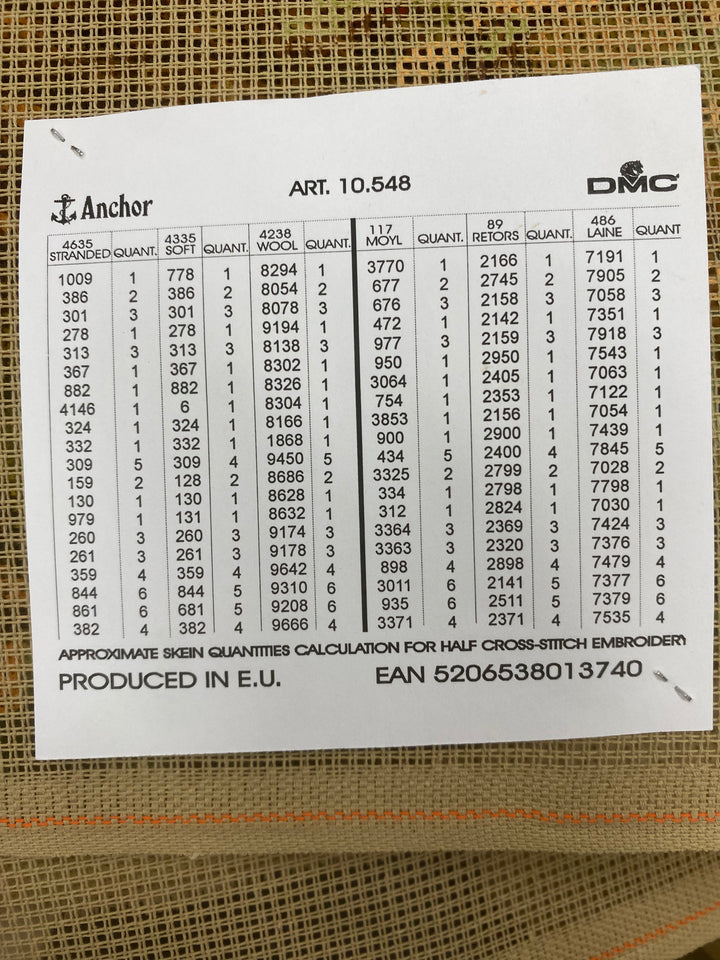 ART. 10.548
Anchor DMC
4635 STRANDED QUANT. 4335 SOFT QUANT. 4238 WOOL QUANT. 117 MOYL QUANT. 89 RETORS QUANT. 486 LAINE QUANT
1009 1 778 1 8294 1 3770 1 2166 1 7191 1
386 2 386 2 8054 2 677 2 2745 2 7905 2
301 3 301 3 8078 3 676 3 2158 3 7058 3
278 1 278 1 9194 1 472 1 2142 1 7351 1
313 3 313 3 8138 3 977 3 2159 3 7918 3
367 1 367 1 8302 1 950 1 2950 1 7543 1
882 1 882 1 8326 1 3064 1 2405 1 7063 1
4146 1 6 1 8304 1 754 1 2353 1 7122 1
324 1 324 1 8166 1 3853 1 2156 1 7054 1
332 1 332 1 1868 1 900 1 2900 1 7439 1
309 5 309 4 9450 5 434 5 2400 4 7845 5
159 2 128 2 8686 2 3325 2 2799 2 7028 2
130 1 130 1 8628 1 334 1 2798 1 7798 1
979 1 131 1 8632 1 312 1 2824 1 7030 1
260 3 260 3 9174 3 3364 3 2369 3 7424 3
261 3 261 3 9178 3 3363 3 2320 3 7376 3
359 4 359 4 9642 4 898 4 2898 4 7479 4
844 6 844 5 9310 6 3011 6 2141 5 7377 6
861 6 681 5 9208 6 935 6 2511 5 7379 6
382 4 382 4 9666 4 3371 4 2371 4 7535 4
APPROXIMATE SKEIN QUANTITIES CALCULATION FOR HALF CROSS-STITCH EMBROIDERY
PRODUCED IN E.U. EAN 5206538013740